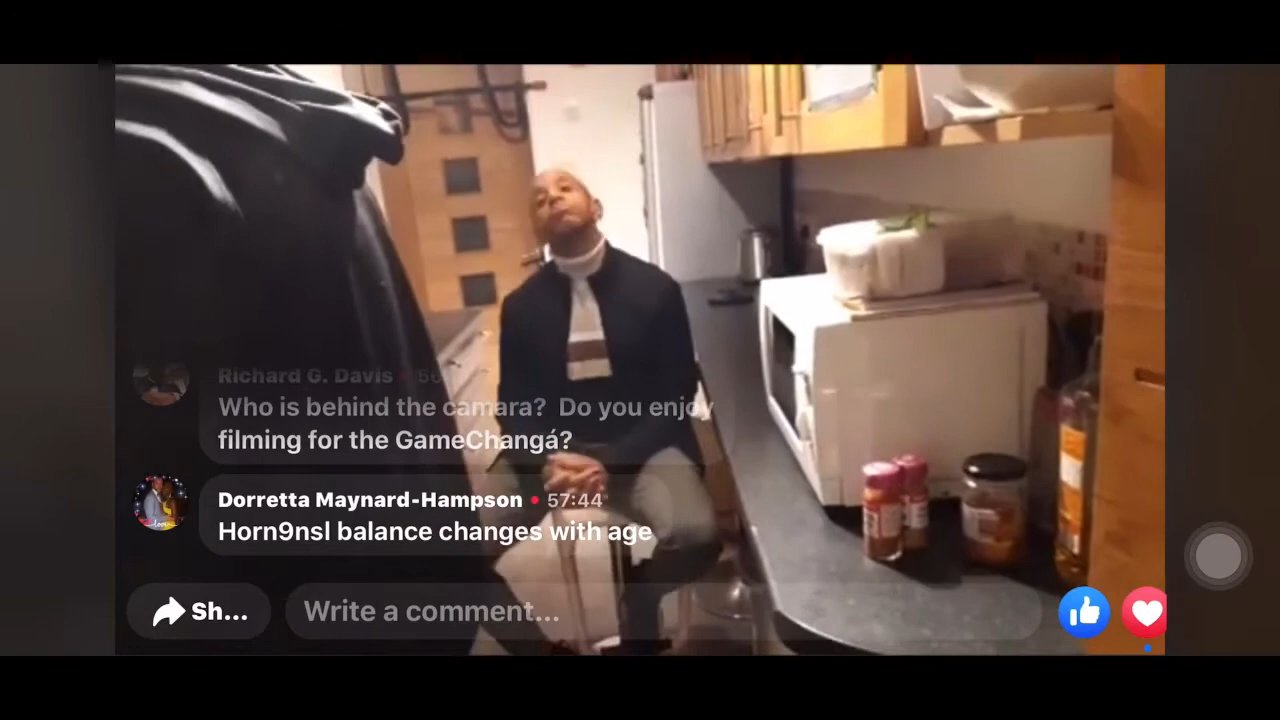 Richard G. Davis
Who is behind the camara? Do you enjoy
filming for the GameChangá?
Dorretta Maynard-Hampson • 57:44
Horn9nsl balance changes with age
Sh...
Write a comment...